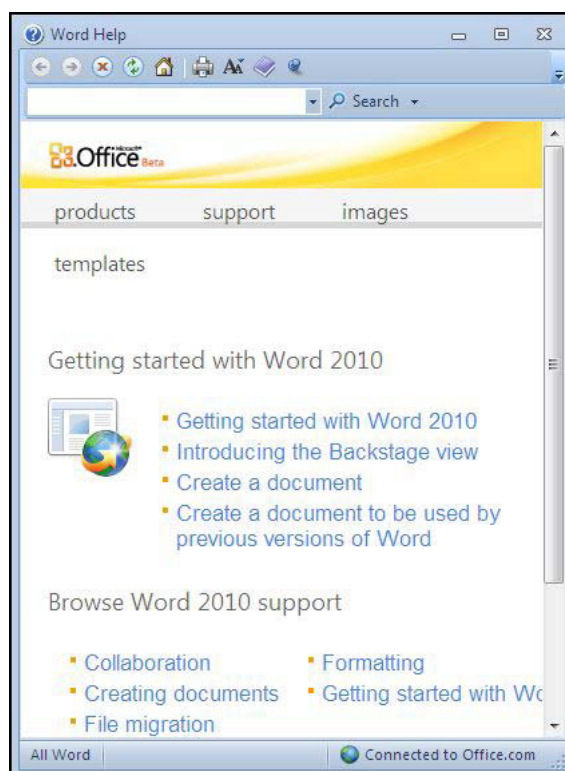 Word Help
Search
Microsoft®
Office Beta
products support images
templates
Getting started with Word 2010
Getting started with Word 2010
Introducing the Backstage view
Create a document
Create a document to be used by
previous versions of Word
Browse Word 2010 support
Collaboration Formatting
Creating documents Getting started with Wo
File migration
All Word Connected to Office.com